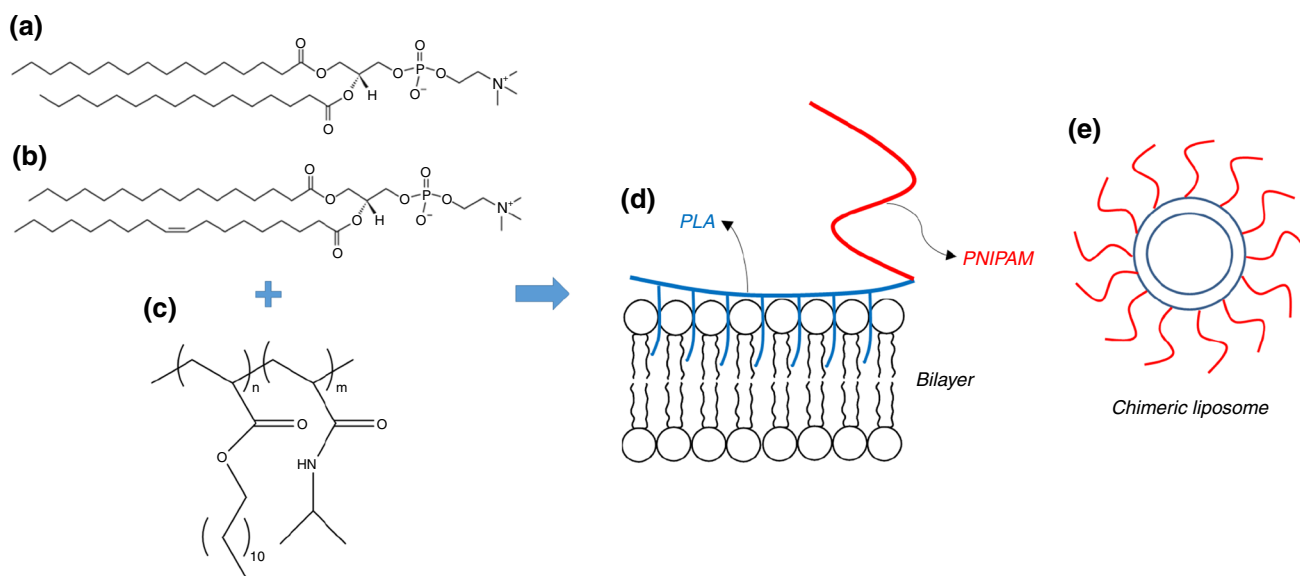 (a)
O
O
O
O
P
O
O⁻
N⁺
O
H
O
(b)
O
O
O
O
P
O
O⁻
N⁺
O
H
O
+
(c)
n
m
O
O
O
HN
10
(d)
PLA
PNIPAM
Bilayer
(e)
Chimeric liposome